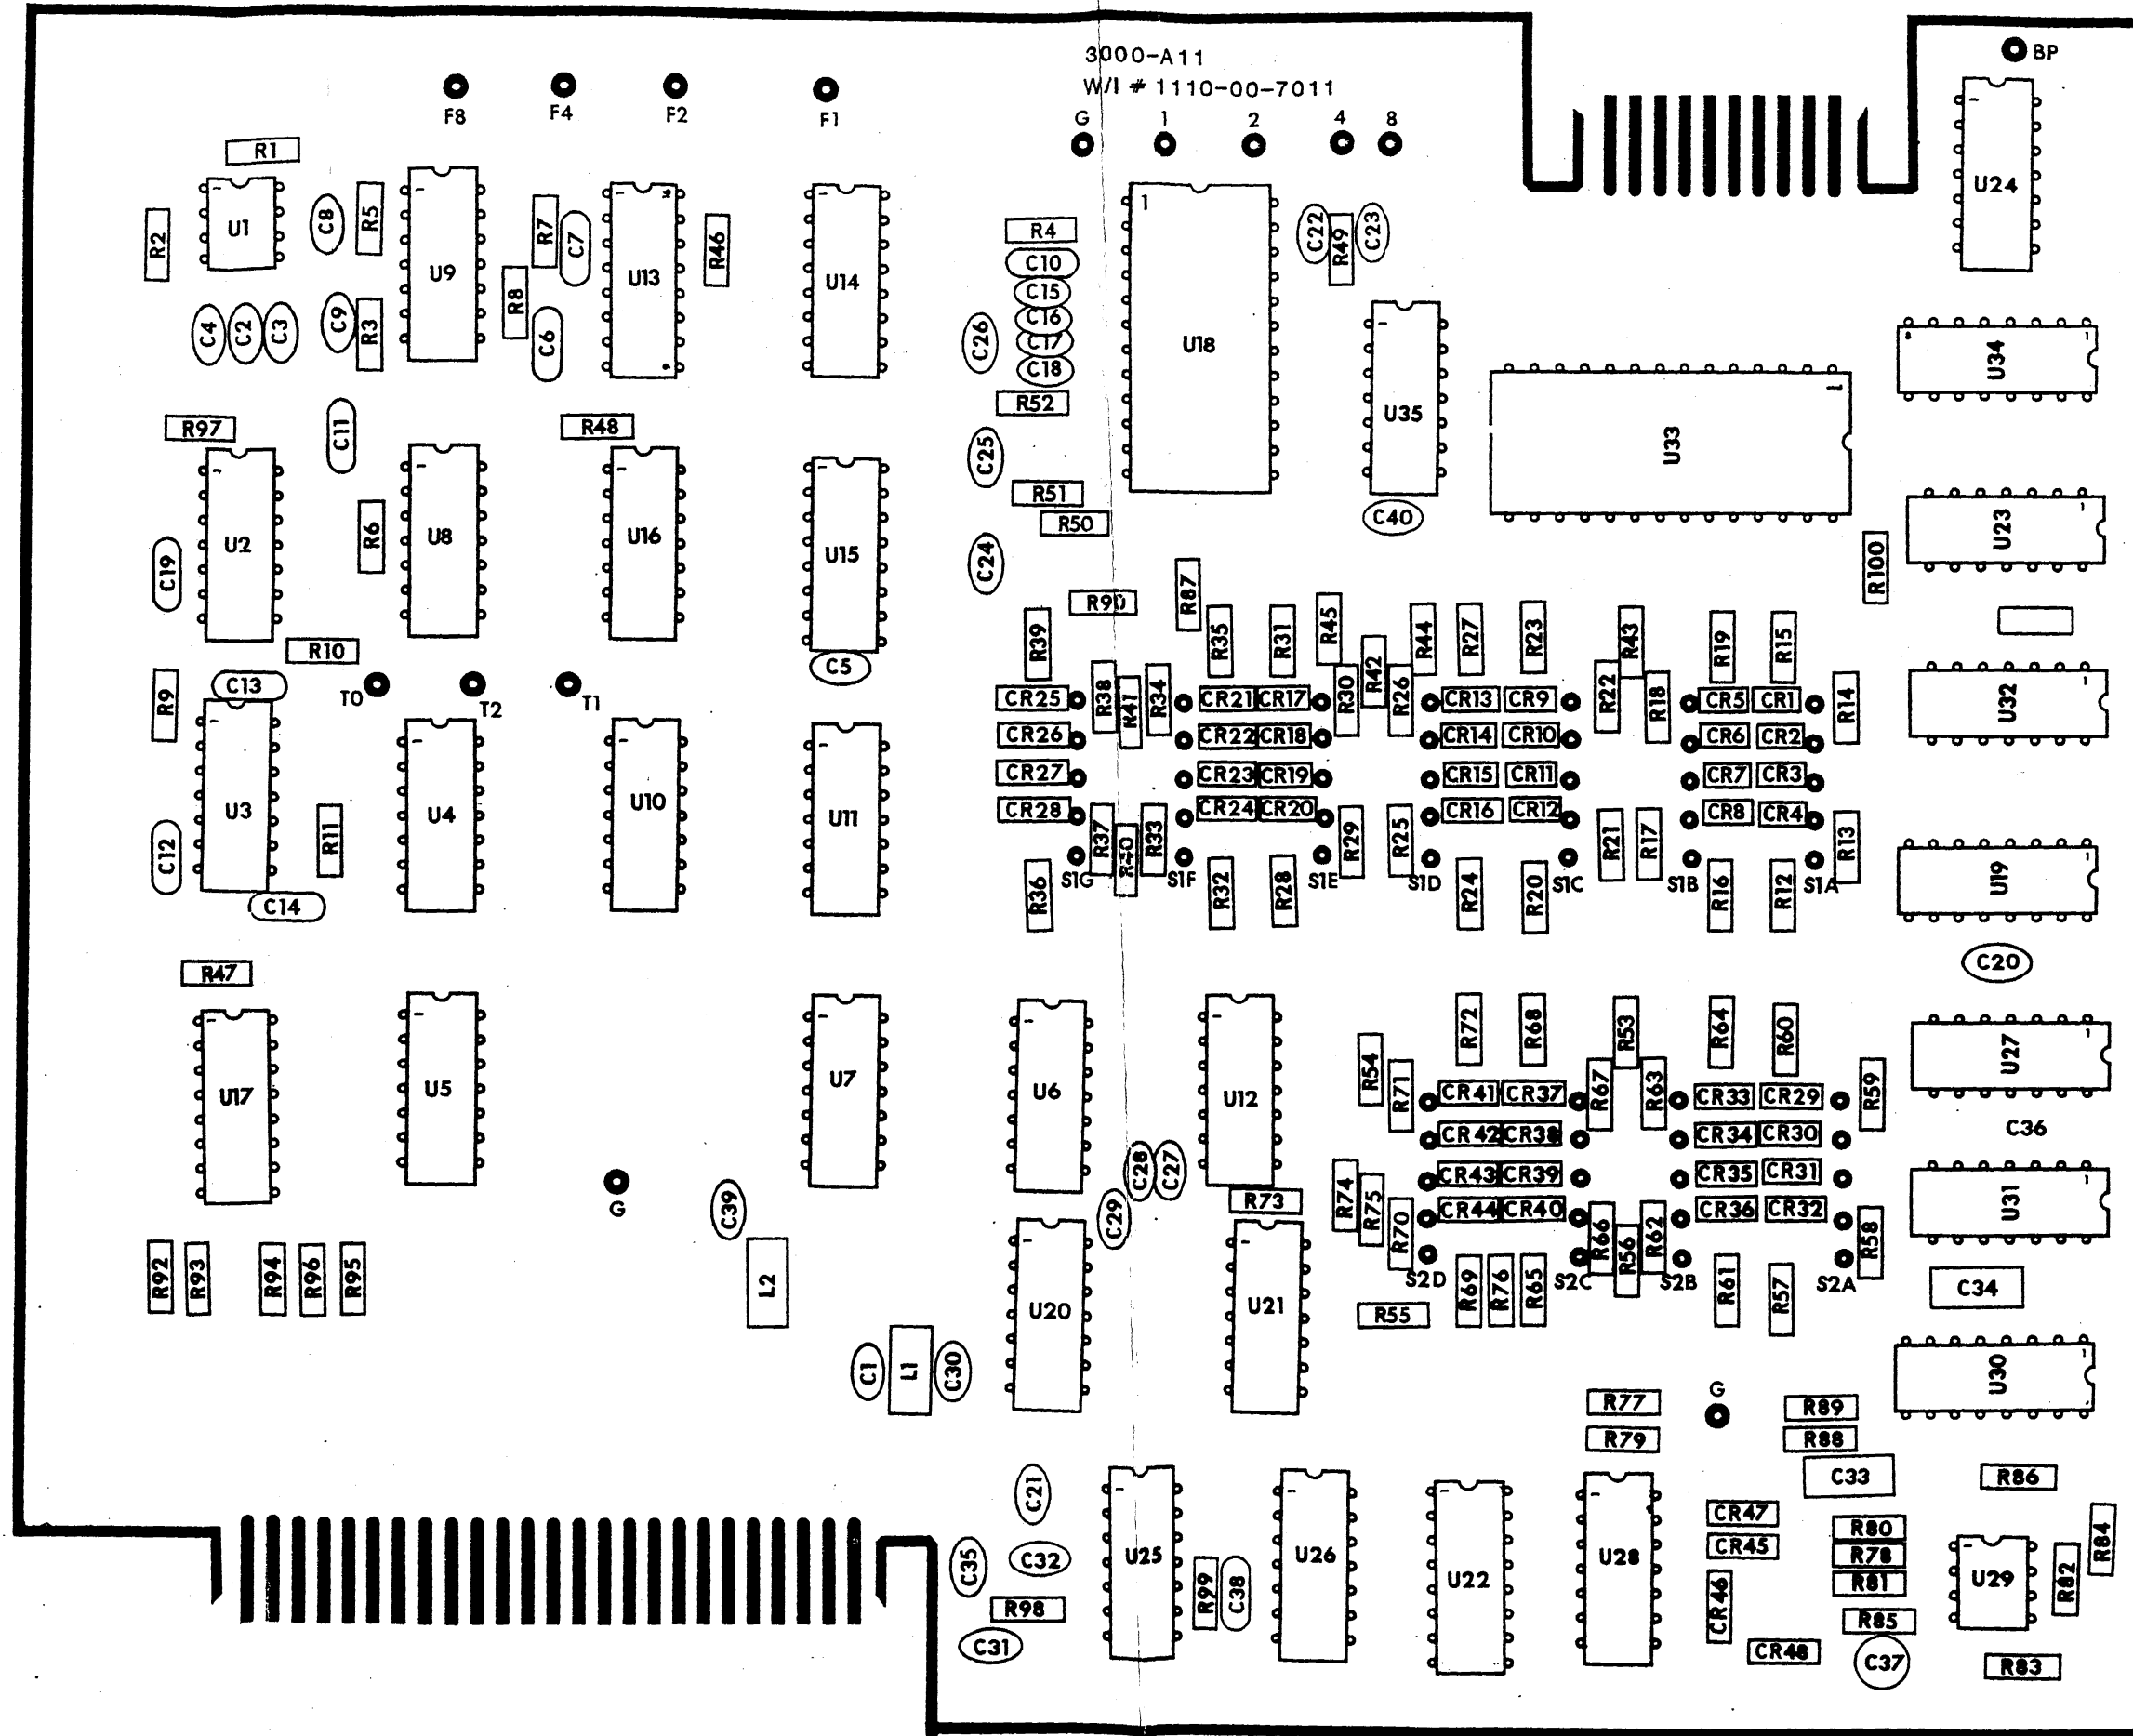 3000-A11
W/I # 1110-00-7011
BP
F8 F4 F2 F1
G 1 2 4 8
R1
U1
R2
C8
R5
U9
R7
C7
R8
U13
16
9
R46
U14
R4
C10
C15
C16
C17
C18
C26
R52
1
U18
C22
R49
C23
U24
C4
C2
C3
C9
R3
C6
U35
U33
1
8
U34
1
R97
C11
R48
C25
R51
R50
C40
U2
R6
U8
U16
U15
C19
C24
U23
1
R100
R10
R9
C13
T0
T2
T1
C5
R90
R87
R39
R35
R31
R45
R44
R27
R23
R43
R19
R15
R42
U32
1
CR25
R38
R41
R34
CR21
CR17
R30
R26
CR13
CR9
R22
R18
CR5
CR1
R14
CR26
CR22
CR18
CR14
CR10
CR6
CR2
CR27
CR23
CR19
CR15
CR11
CR7
CR3
CR28
CR24
CR20
CR16
CR12
CR8
CR4
U3
U4
U10
U11
R11
C12
C14
R37
R40
R33
R29
R25
R21
R17
R13
S1G S1F S1E S1D S1C S1B S1A
R36
R32
R28
R24
R20
R16
R12
U19
1
C20
R47
U17
U5
U7
U6
U12
R72
R68
R53
R64
R60
R54
R71
R67
R63
R59
U27
1
C36
CR41
CR37
CR33
CR29
CR42
CR38
CR34
CR30
CR43
CR39
CR35
CR31
CR44
CR40
CR36
CR32
C28
C27
C29
R73
R74
R75
R70
R66
R56
R62
R58
U31
1
G
C39
S2D S2C S2B S2A
R92
R93
R94
R96
R95
L2
U20
U21
R69
R76
R65
R61
R57
R55
C34
C1
L1
C30
U30
1
R77
G
R89
R79
R88
C33
R86
C21
C35
C32
R98
C31
U25
R99
C38
U26
U22
U28
CR47
CR45
CR46
CR48
R80
R78
R81
R85
C37
U29
R82
R84
R83